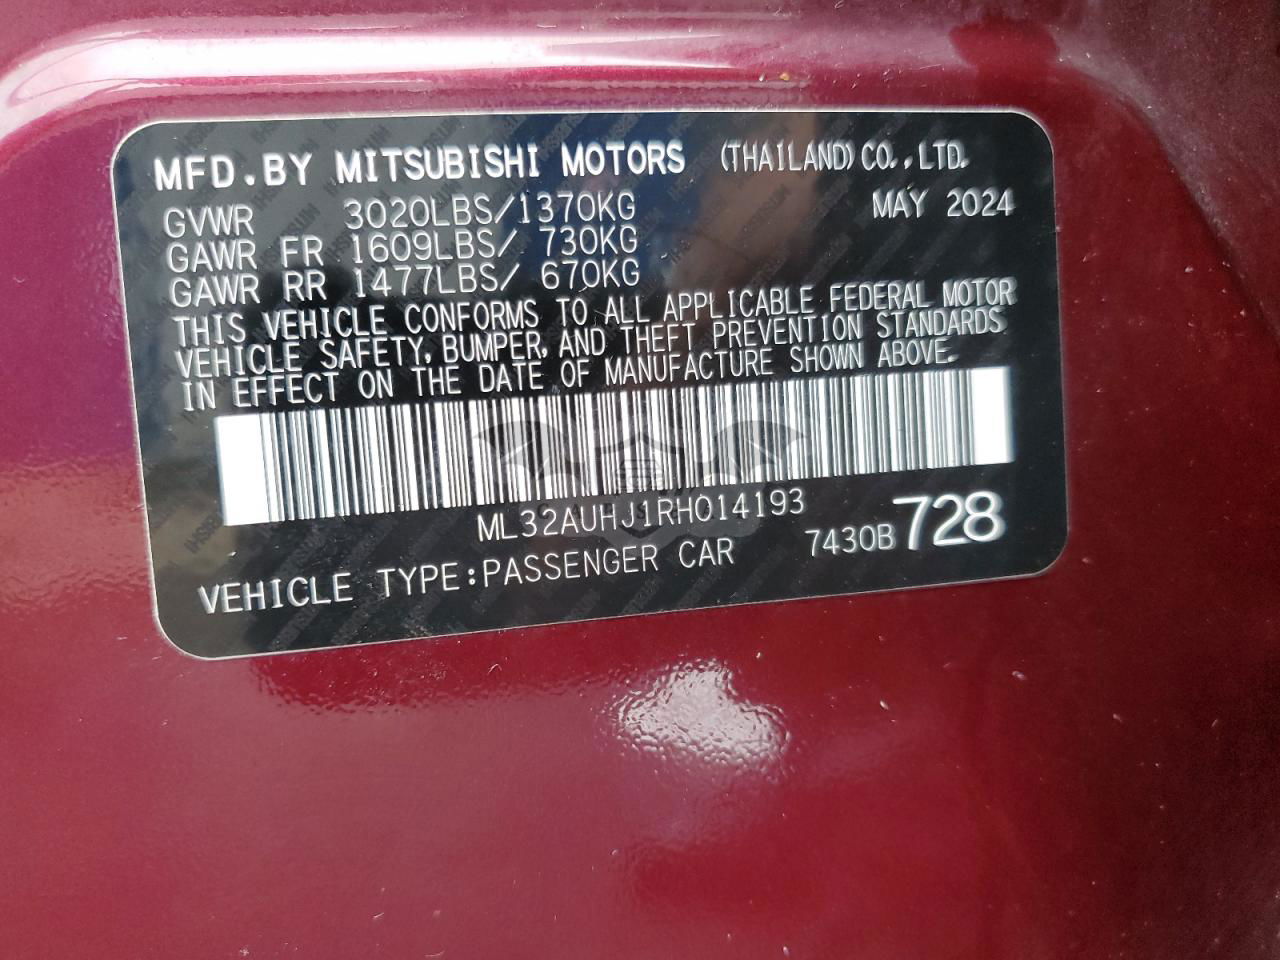 MFD.BY MITSUBISHI MOTORS (THAILAND) CO.,LTD.
GVWR 3020LBS/1370KG MAY 2024
GAWR FR 1609LBS/ 730KG
GAWR RR 1477LBS/ 670KG
THIS VEHICLE CONFORMS TO ALL APPLICABLE FEDERAL MOTOR
VEHICLE SAFETY, BUMPER, AND THEFT PREVENTION STANDARDS
IN EFFECT ON THE DATE OF MANUFACTURE SHOWN ABOVE.
ML32AUHJ1RH014193
VEHICLE TYPE:PASSENGER CAR 7430B 728